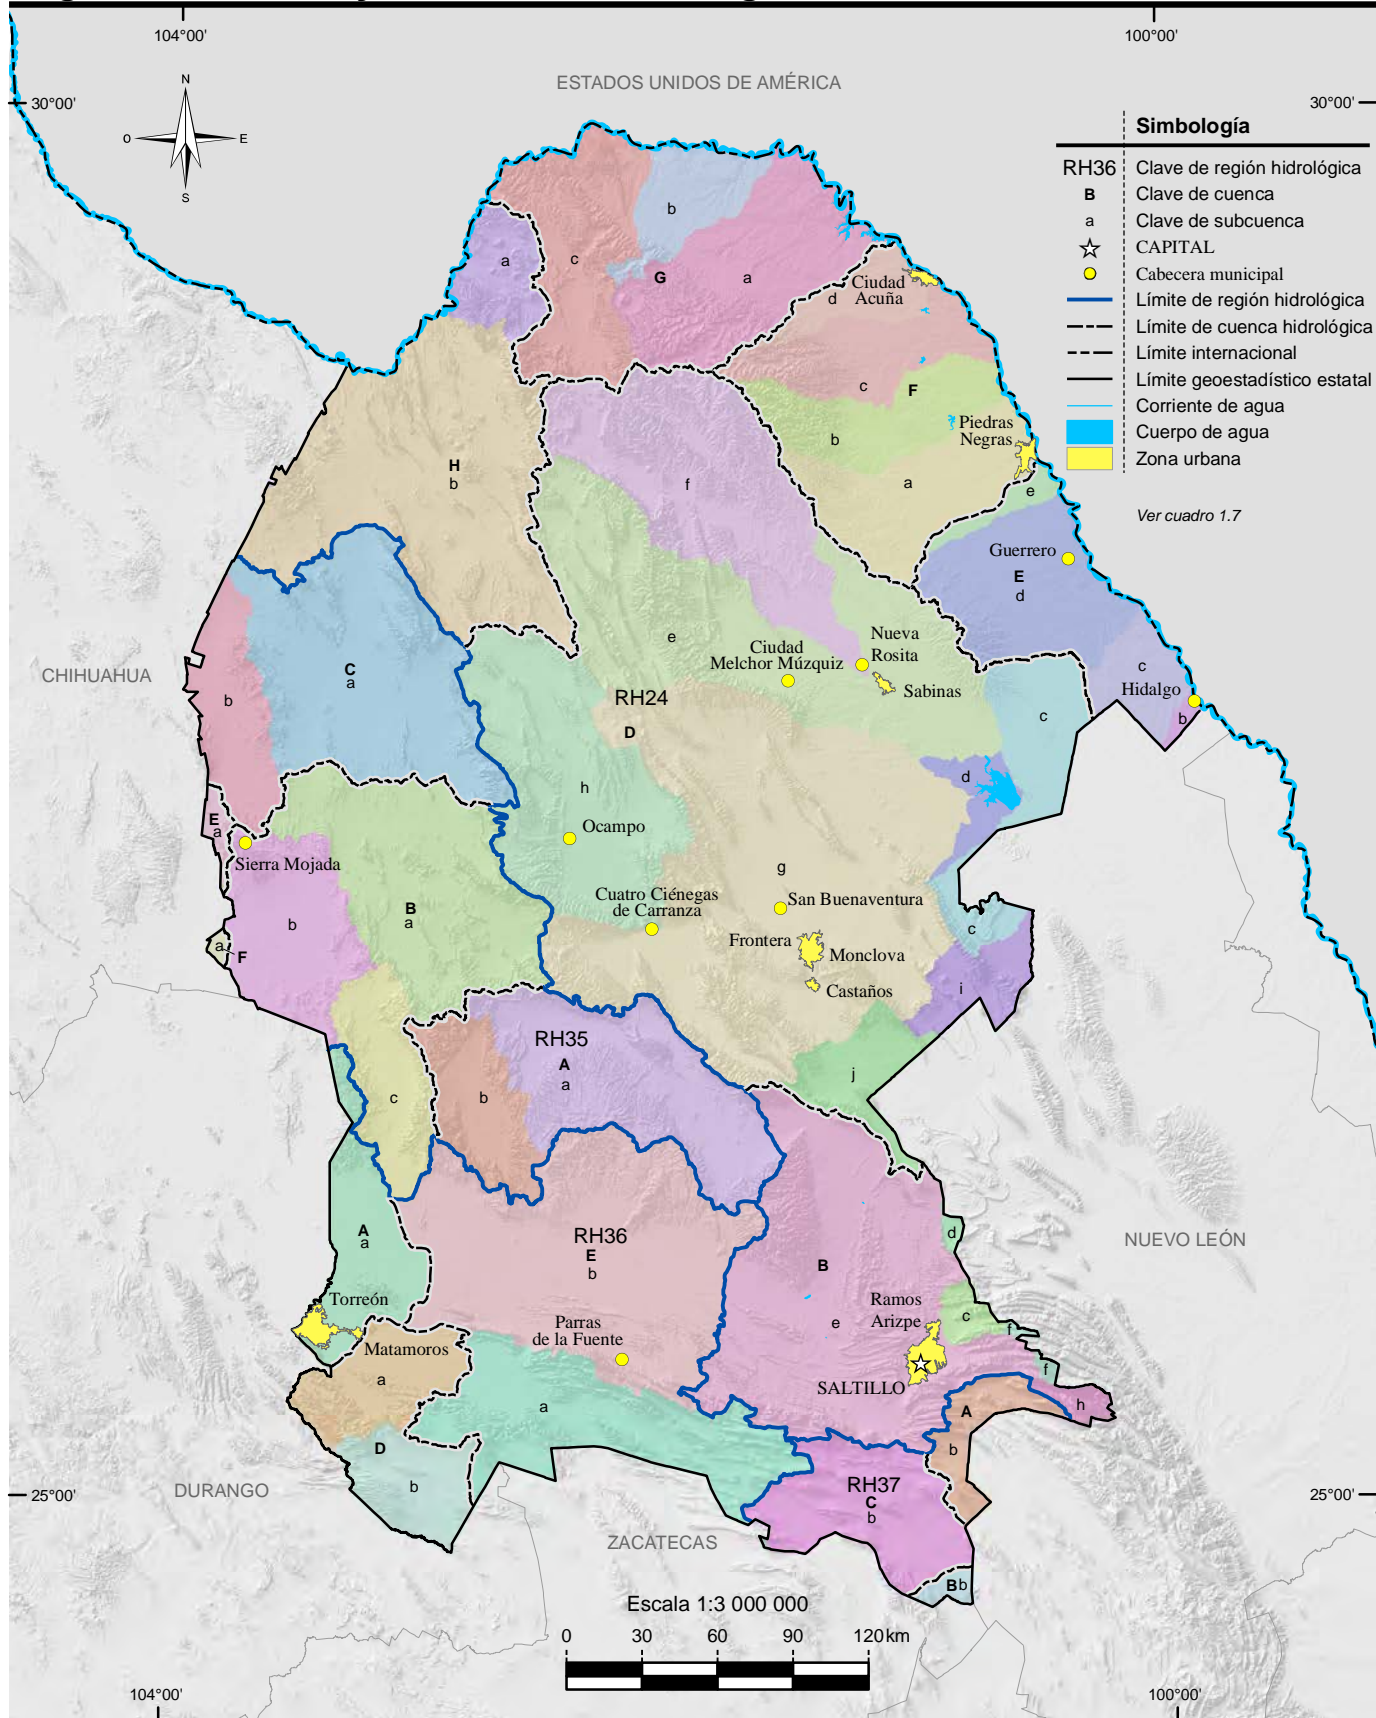 104°00'
100°00'
ESTADOS UNIDOS DE AMÉRICA
30°00'
30°00'
N
O
E
S
Simbología
RH36 Clave de región hidrológica
B Clave de cuenca
a Clave de subcuenca
CAPITAL
Cabecera municipal
Límite de región hidrológica
Límite de cuenca hidrológica
Límite internacional
Límite geoestadístico estatal
Corriente de agua
Cuerpo de agua
Zona urbana
Ver cuadro 1.7
b
a
c
G
a
d
Ciudad
Acuña
c
F
Piedras
Negras
b
H
b
f
a
e
Guerrero
E
d
C
a
b
e
Ciudad
Melchor Múzquiz
Nueva
Rosita
Sabinas
c
Hidalgo
b
CHIHUAHUA
RH24
D
c
d
h
E
a
Ocampo
Sierra Mojada
g
Cuatro Ciénegas
de Carranza
San Buenaventura
B
a
b
a
F
Frontera
Monclova
Castaños
c
i
RH35
A
a
b
c
j
A
a
RH36
E
b
B
d
NUEVO LEÓN
Torreón
Ramos
Arizpe
c
f
e
Parras
de la Fuente
Matamoros
a
f
SALTILLO
a
A
h
D
b
b
DURANGO
RH37
C
b
25°00'
25°00'
ZACATECAS
B b
Escala 1:3 000 000
0 30 60 90 120 km
104°00'
100°00'